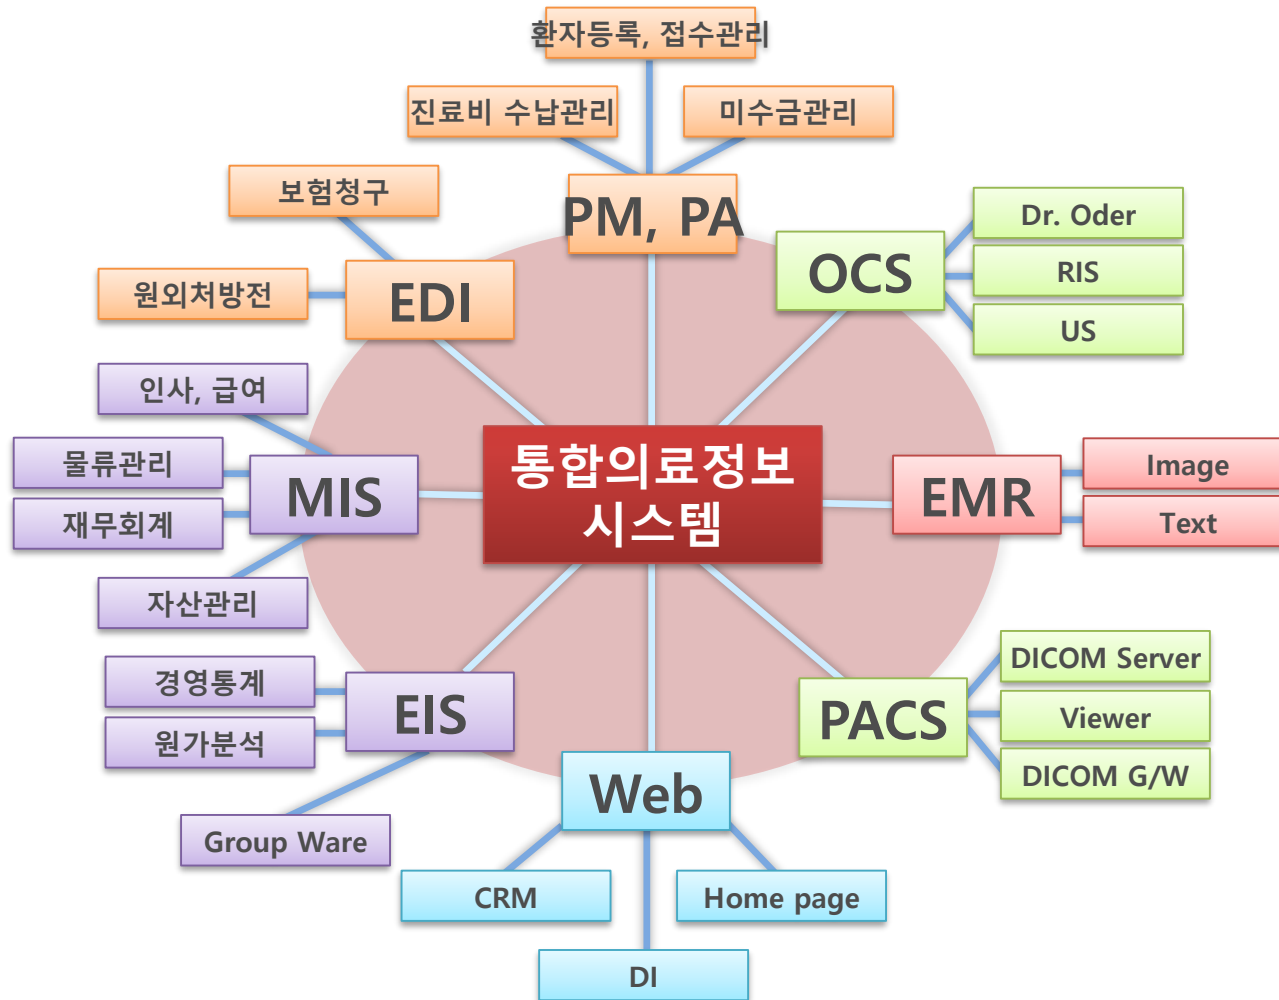 환자등록, 접수관리
진료비 수납관리
미수금관리
보험청구
PM, PA
Dr. Oder
OCS
RIS
US
EDI
원외처방전
인사, 급여
물류관리
MIS
재무회계
자산관리
통합의료정보
시스템
EMR
Image
Text
경영통계
EIS
원가분석
Group Ware
DICOM Server
PACS
Viewer
DICOM G/W
Web
CRM
Home page
DI